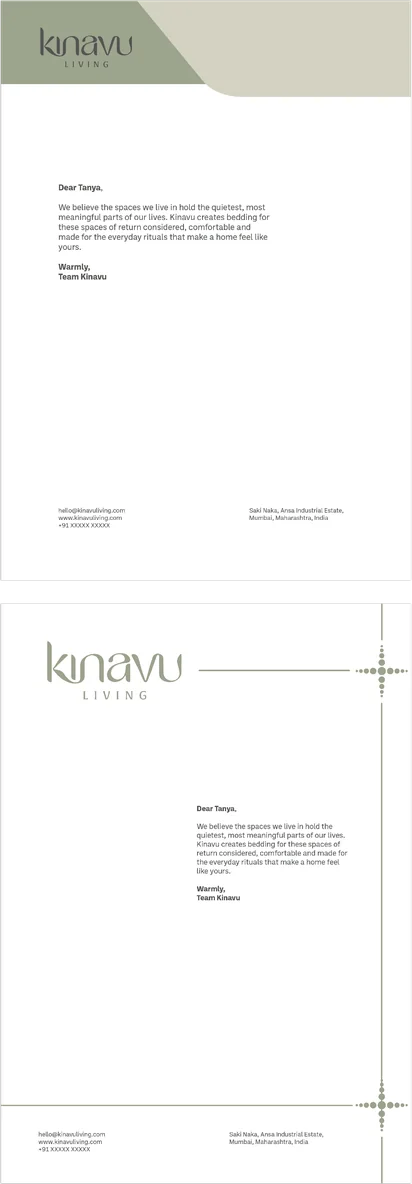 kinavu
LIVING
Dear Tanya,
We believe the spaces we live in hold the quietest, most
meaningful parts of our lives. Kinavu creates bedding for
these spaces of return considered, comfortable and
made for the everyday rituals that make a home feel like
yours.
Warmly,
Team Kinavu
hello@kinavuliving.com
www.kinavuliving.com
+91 XXXXX XXXXX
Saki Naka, Ansa Industrial Estate,
Mumbai, Maharashtra, India
kinavu
LIVING
Dear Tanya,
We believe the spaces we live in hold the
quietest, most meaningful parts of our lives.
Kinavu creates bedding for these spaces of
return considered, comfortable and made for
the everyday rituals that make a home feel
like yours.
Warmly,
Team Kinavu
hello@kinavuliving.com
www.kinavuliving.com
+91 XXXXX XXXXX
Saki Naka, Ansa Industrial Estate,
Mumbai, Maharashtra, India